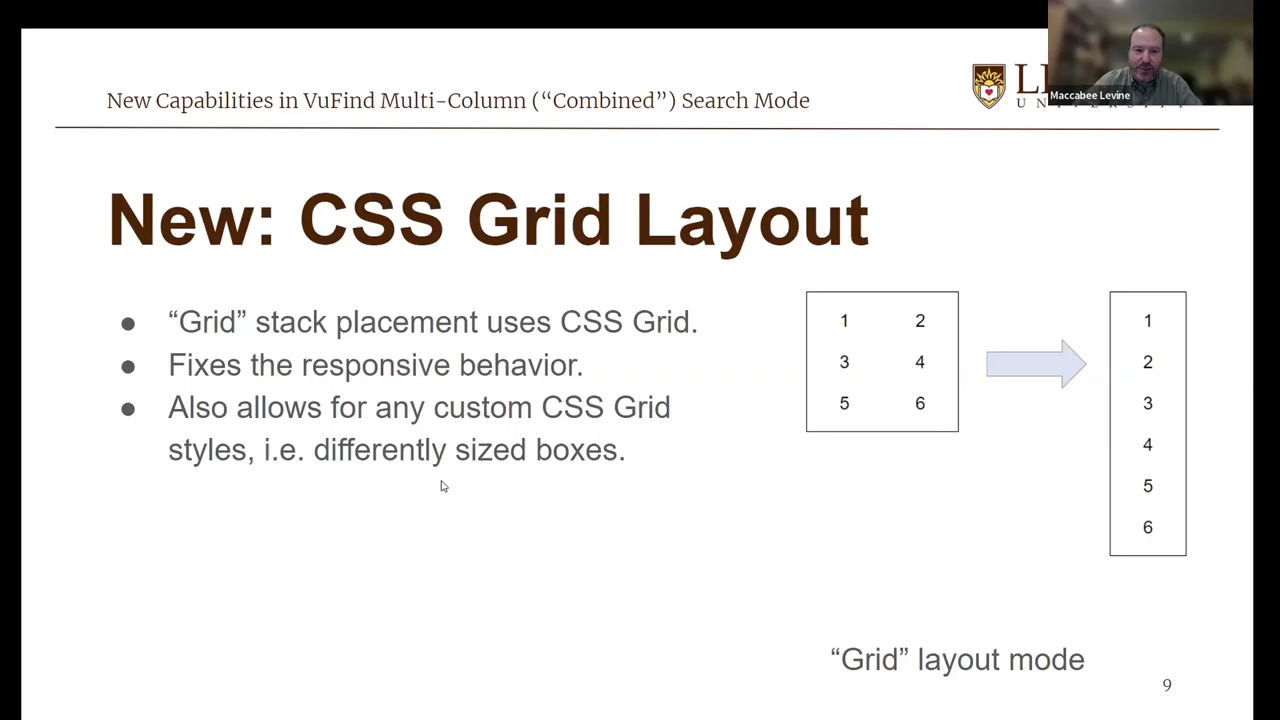 New Capabilities in VuFind Multi-Column (“Combined”) Search Mode
Maccabee Levine
New: CSS Grid Layout
● “Grid” stack placement uses CSS Grid.
● Fixes the responsive behavior.
● Also allows for any custom CSS Grid
styles, i.e. differently sized boxes.
1 2
3 4
5 6
1
2
3
4
5
6
“Grid” layout mode
9